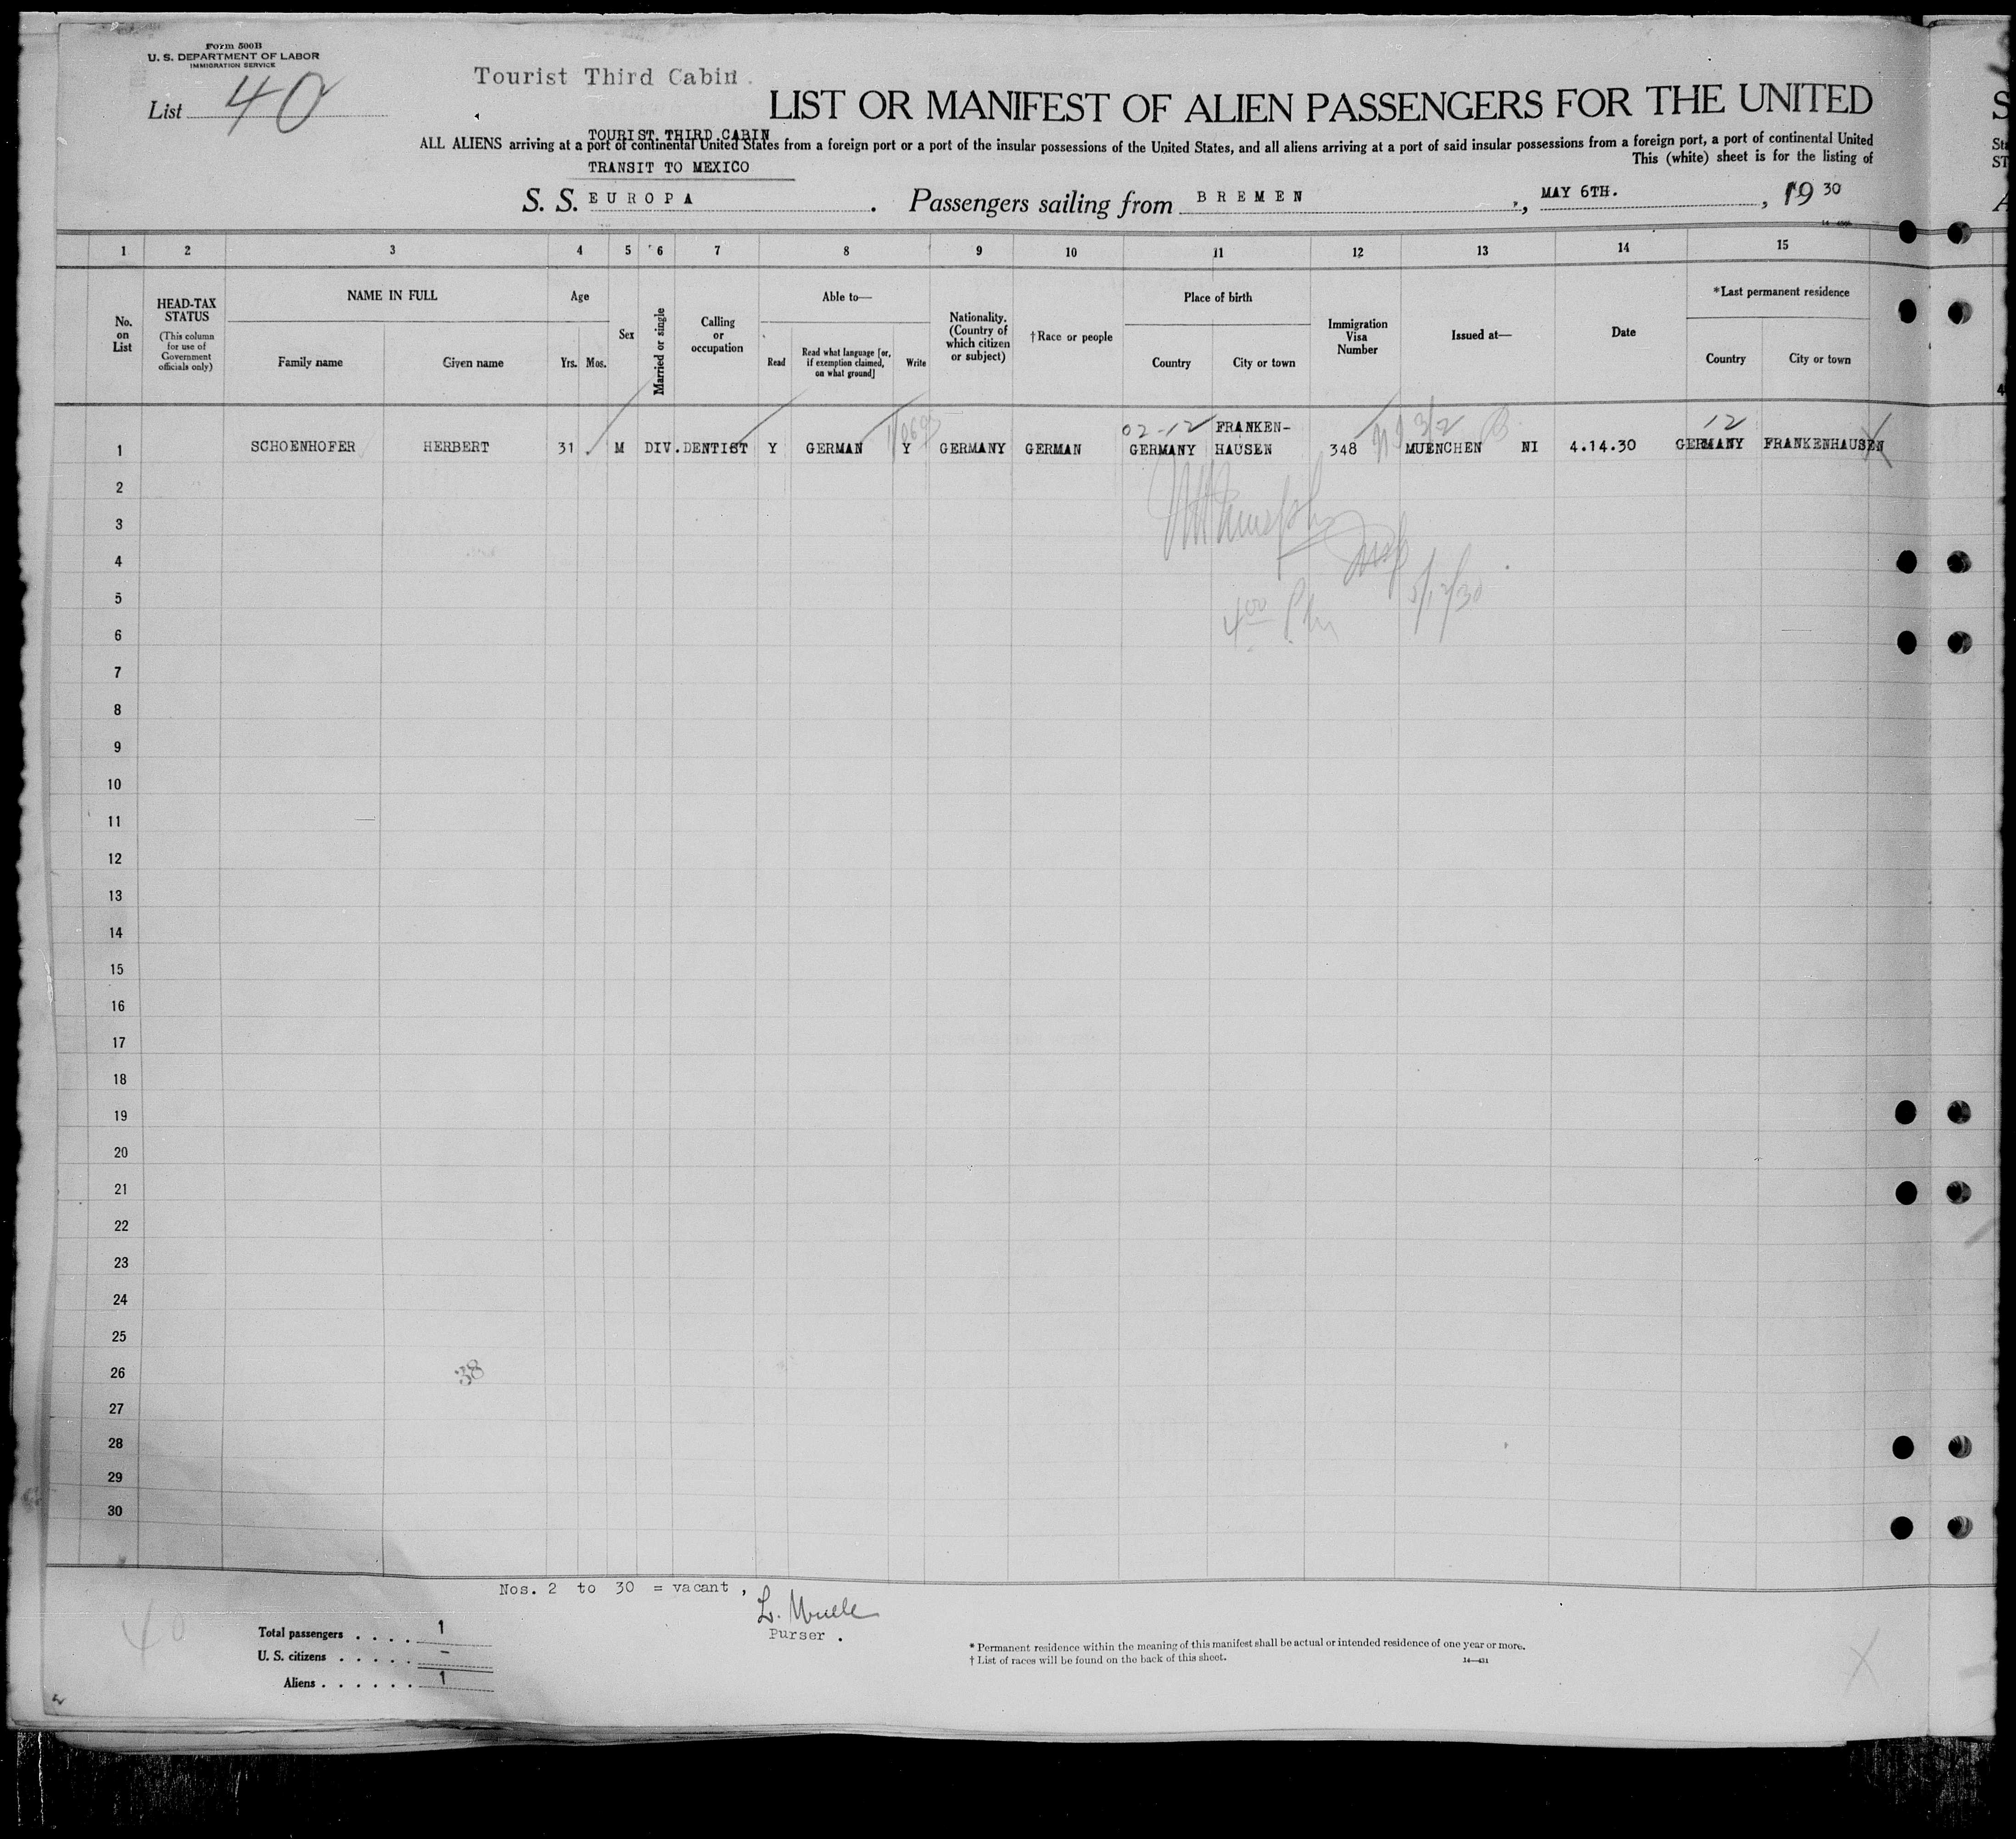 Form 500B
U. S. DEPARTMENT OF LABOR
IMMIGRATION SERVICE
List 40
Tourist Third Cabin.
LIST OR MANIFEST OF ALIEN PASSENGERS FOR THE UNITED
TOURIST THIRD CABIN
ALL ALIENS arriving at a port of continental United States from a foreign port or a port of the insular possessions of the United States, and all aliens arriving at a port of said insular possessions from a foreign port, a port of continental United
This (white) sheet is for the listing of
TRANSIT TO MEXICO
S. S. EUROPA. Passengers sailing from BREMEN, MAY 6TH., 1930
1 2 3 4 5 6 7 8 9 10 11 12 13 14 15
No. on List
HEAD-TAX STATUS
(This column for use of Government officials only)
NAME IN FULL
Family name Given name
Age
Yrs. Mos.
Sex
Married or single
Calling or occupation
Able to—
Read
Read what language [or, if exemption claimed, on what ground]
Write
Nationality. (Country of which citizen or subject)
†Race or people
Place of birth
Country City or town
Immigration Visa Number
Issued at—
Date
*Last permanent residence
Country City or town
02-12 FRANKEN- 3/2 12
1 SCHOENHOFER HERBERT 31 M DIV. DENTIST Y GERMAN Y GERMANY GERMAN GERMANY HAUSEN 348 MUENCHEN NI 4.14.30 GERMANY FRANKENHAUSEN
2
3
4
5
5/12/30
6
4 00 P.M.
7
8
9
10
11
12
13
14
15
16
17
18
19
20
21
22
23
24
25
26
38
27
28
29
30
Nos. 2 to 30 = vacant,
Purser.
40
Total passengers . . . . 1
U. S. citizens . . . . . –
Aliens . . . . . . 1
* Permanent residence within the meaning of this manifest shall be actual or intended residence of one year or more.
† List of races will be found on the back of this sheet.
14—431